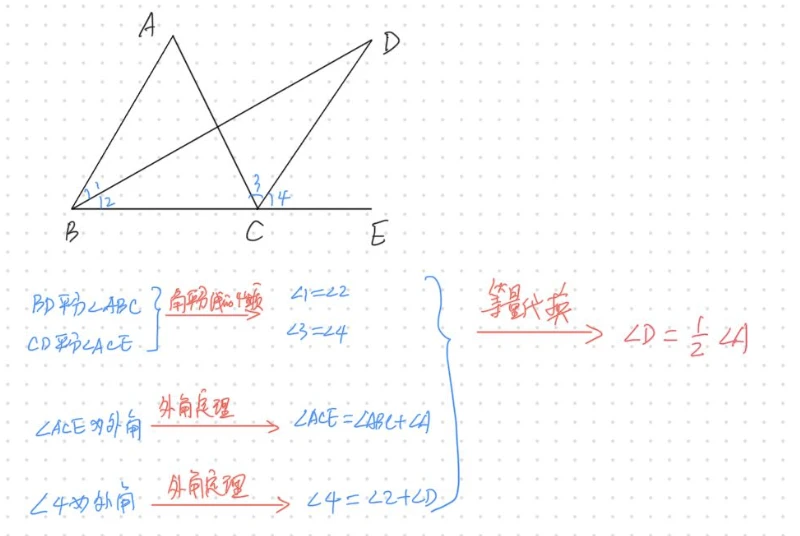 A
D
1
2
3
4
B
C
E
BD平分∠ABC
CD平分∠ACE
角平分线的性质
∠1=∠2
∠3=∠4
∠ACE为外角
外角定理
∠ACE=∠ABC+∠A
∠4为外角
外角定理
∠4=∠2+∠D
等量代换
∠D=1/2∠A